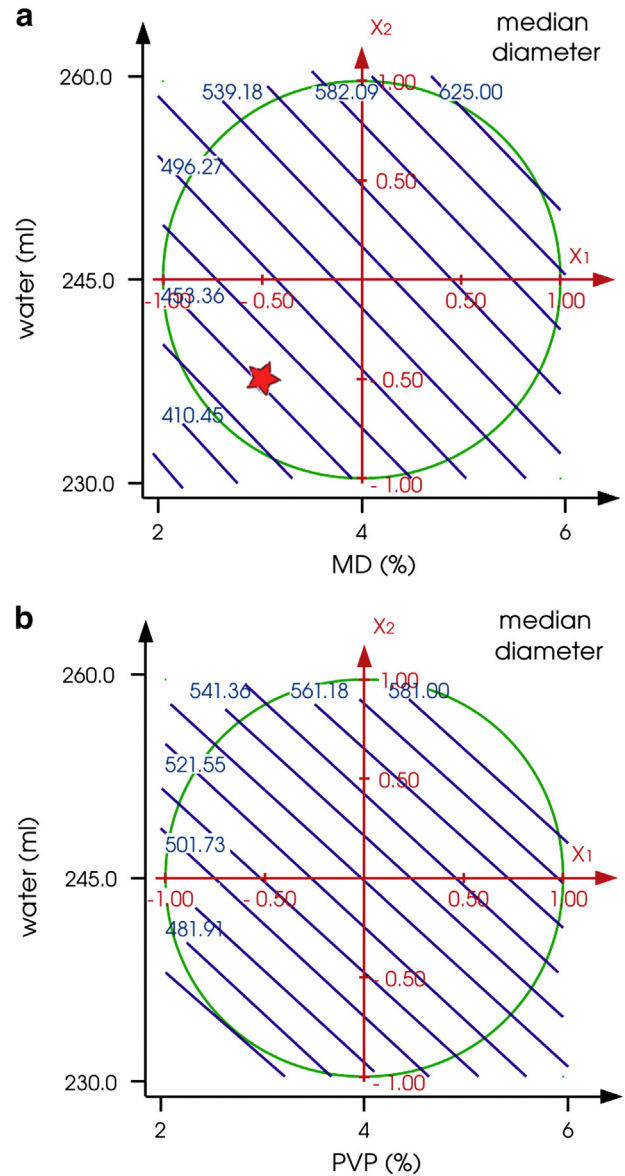 a
X2
median
diameter
260.0
1.00
539.18
582.09
625.00
496.27
0.50
water (ml)
X1
245.0
-1.00
453.36
- 0.50
0.50
1.00
- 0.50
410.45
230.0
- 1.00
2
4
6
MD (%)
b
X2
median
diameter
260.0
1.00
541.36
561.18
581.00
521.55
0.50
water (ml)
501.73
X1
245.0
-1.00
- 0.50
0.50
1.00
481.91
- 0.50
230.0
- 1.00
2
4
6
PVP (%)